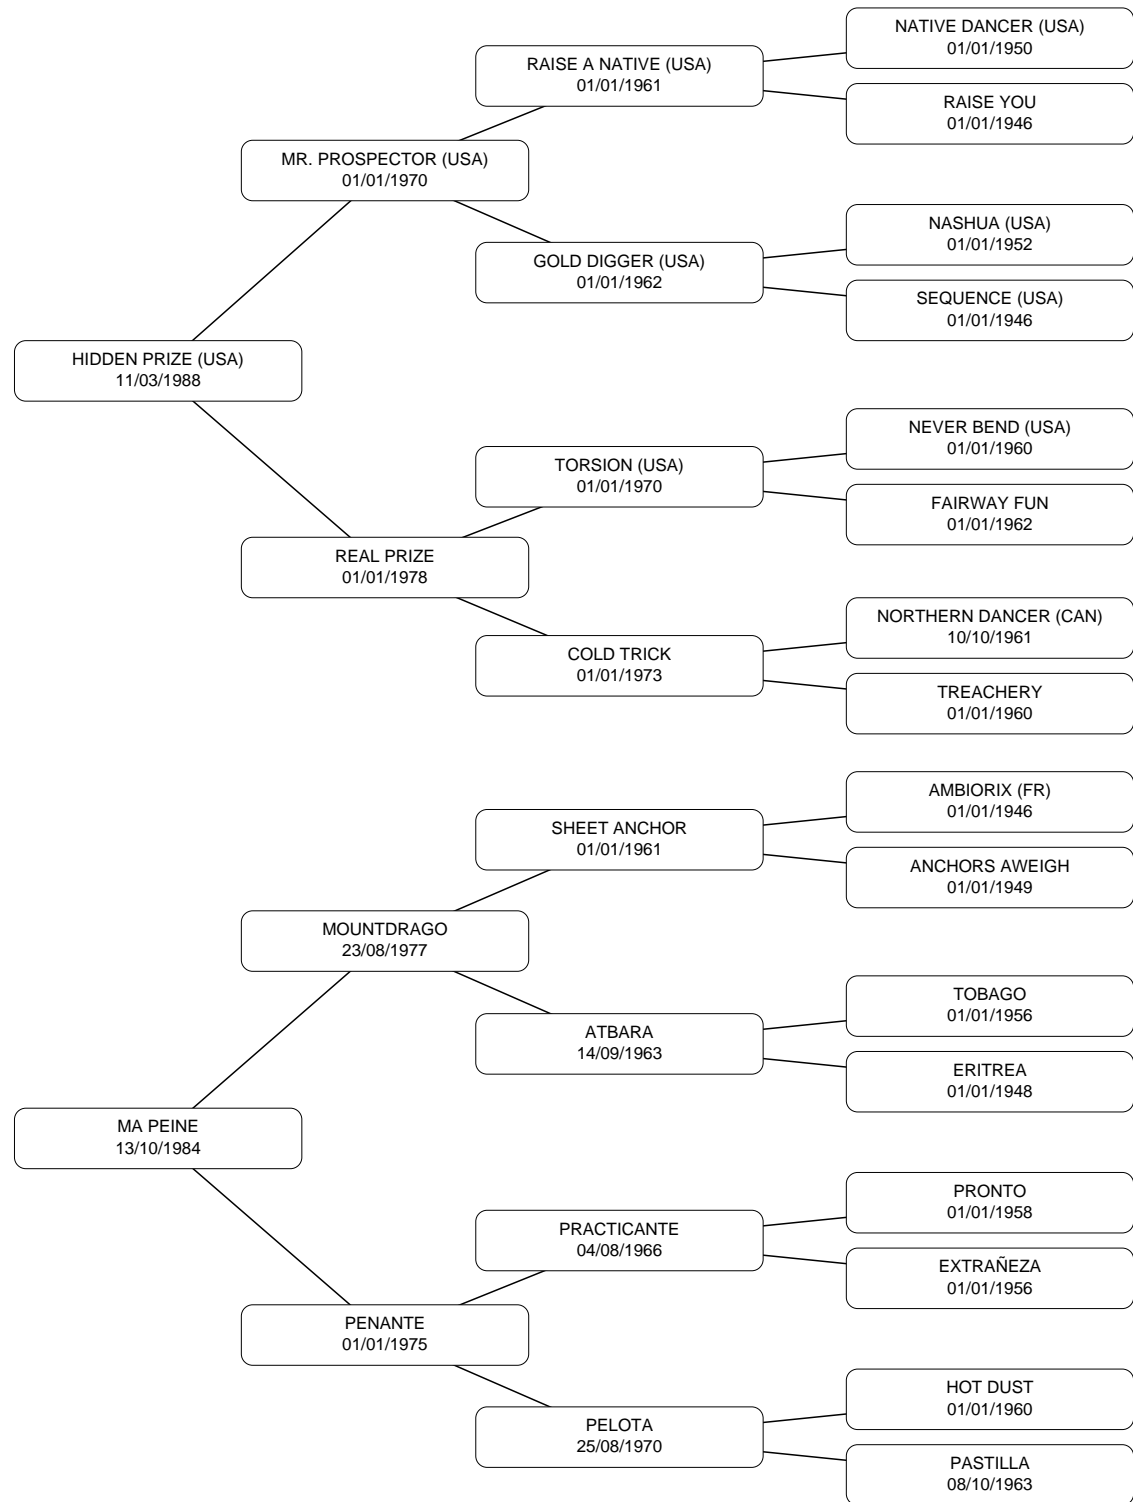 NATIVE DANCER (USA)
01/01/1950
RAISE A NATIVE (USA)
01/01/1961
RAISE YOU
01/01/1946
MR. PROSPECTOR (USA)
01/01/1970
NASHUA (USA)
01/01/1952
GOLD DIGGER (USA)
01/01/1962
SEQUENCE (USA)
01/01/1946
HIDDEN PRIZE (USA)
11/03/1988
NEVER BEND (USA)
01/01/1960
TORSION (USA)
01/01/1970
FAIRWAY FUN
01/01/1962
REAL PRIZE
01/01/1978
NORTHERN DANCER (CAN)
10/10/1961
COLD TRICK
01/01/1973
TREACHERY
01/01/1960
AMBIORIX (FR)
01/01/1946
SHEET ANCHOR
01/01/1961
ANCHORS AWEIGH
01/01/1949
MOUNTDRAGO
23/08/1977
TOBAGO
01/01/1956
ATBARA
14/09/1963
ERITREA
01/01/1948
MA PEINE
13/10/1984
PRONTO
01/01/1958
PRACTICANTE
04/08/1966
EXTRAÑEZA
01/01/1956
PENANTE
01/01/1975
HOT DUST
01/01/1960
PELOTA
25/08/1970
PASTILLA
08/10/1963